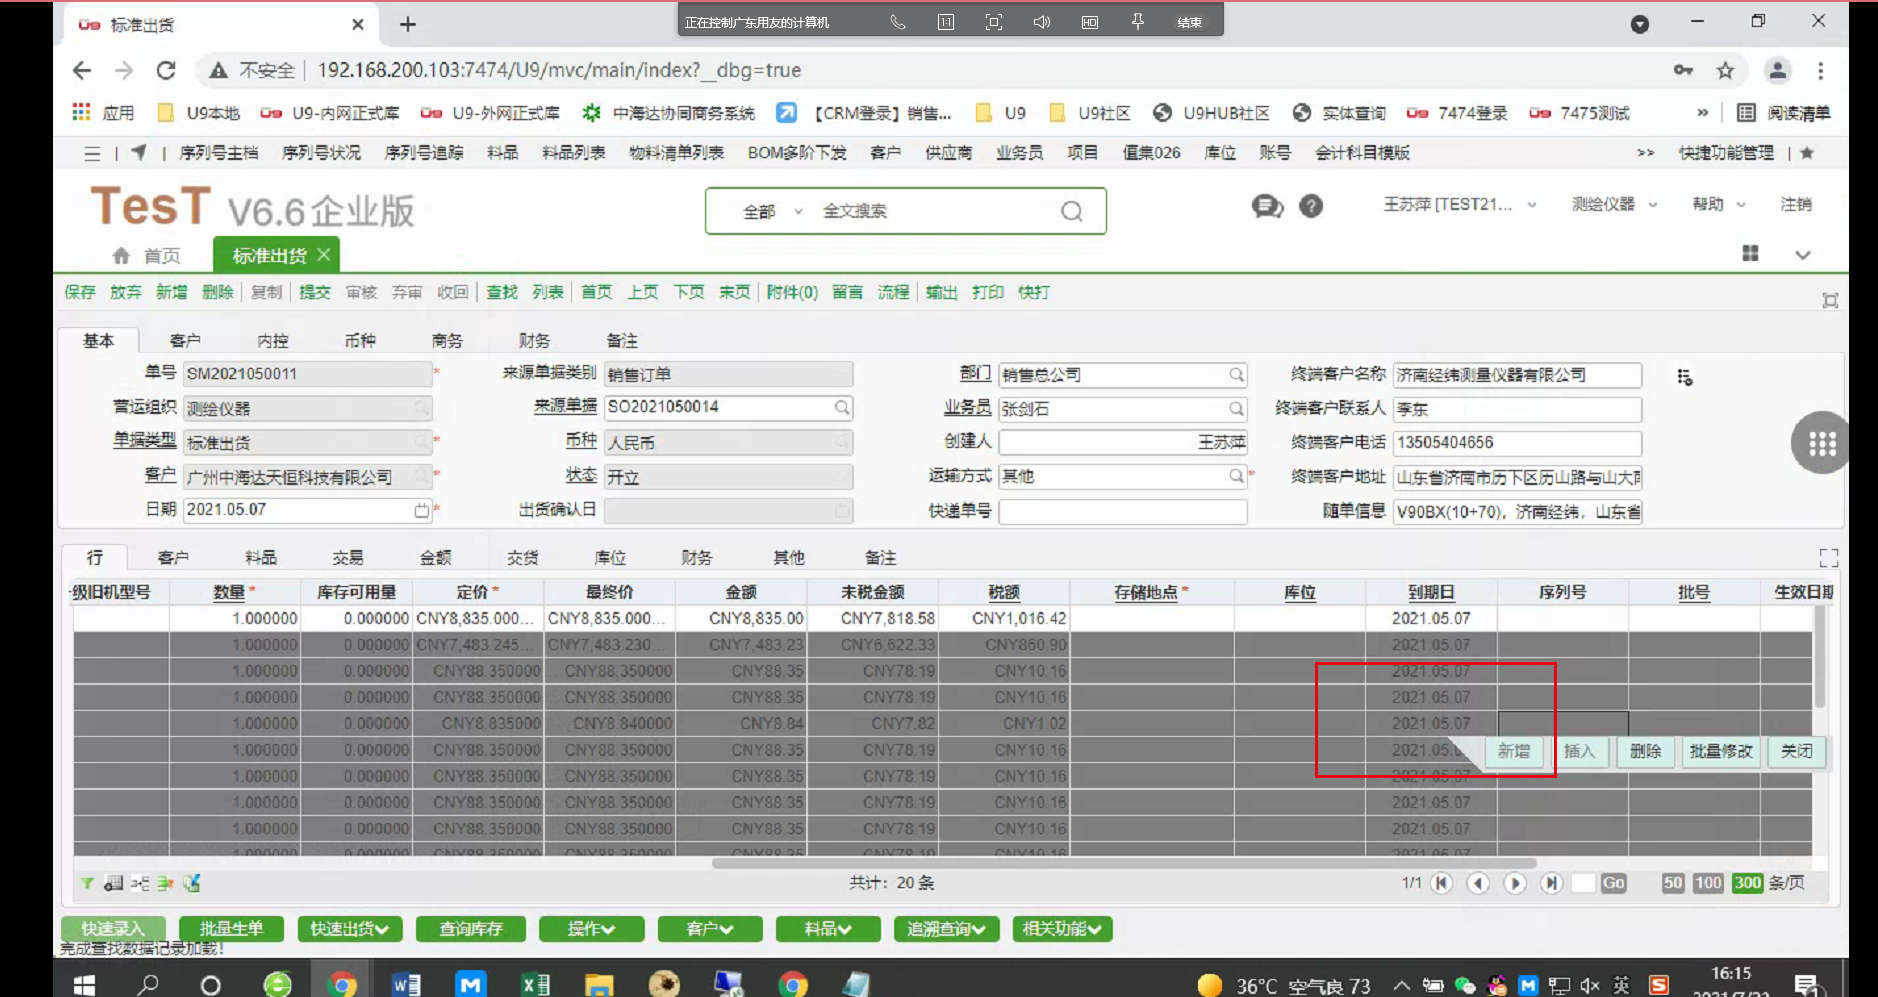 标准出货
正在控制广东用友的计算机
结束
不安全 192.168.200.103:7474/U9/mvc/main/index?__dbg=true
应用 U9本地 U9-内网正式库 U9-外网正式库 中海达协同商务系统 【CRM登录】销售... U9 U9社区 U9HUB社区 实体查询 7474登录 7475测试 » 阅读清单
序列号主档 序列号状况 序列号追踪 料品 料品列表 物料清单列表 BOM多阶下发 客户 供应商 业务员 项目 值集026 库位 账号 会计科目模版 >> 快捷功能管理
TesT V6.6企业版 全部 全文搜索 王苏萍 [TEST21... 测绘仪器 帮助 注销
首页 标准出货
保存 放弃 新增 删除 复制 提交 审核 弃审 收回 查找 列表 首页 上页 下页 末页 附件(0) 留言 流程 输出 打印 快打
基本 客户 内控 币种 商务 财务 备注
单号 SM2021050011 * 来源单据类别 销售订单 部门 销售总公司 终端客户名称 济南经纬测量仪器有限公司
营运组织 测绘仪器 来源单据 SO2021050014 业务员 张剑石 终端客户联系人 李东
单据类型 标准出货 * 币种 人民币 创建人 王苏萍 终端客户电话 13505404656
客户 广州中海达天恒科技有限公司 * 状态 开立 运输方式 其他 * 终端客户地址 山东省济南市历下区历山路与山大
日期 2021.05.07 * 出货确认日 快递单号 随单信息 V90BX(10+70)，济南经纬，山东省
行 客户 料品 交易 金额 交货 库位 财务 其他 备注
级旧机型号 数量 * 库存可用量 定价 * 最终价 金额 未税金额 税额 存储地点 * 库位 到期日 序列号 批号 生效日期
1.000000 0.000000 CNY8,835.000... CNY8,835.000... CNY8,835.00 CNY7,818.58 CNY1,016.42 2021.05.07
1.000000 0.000000 CNY7,483.245... CNY7,483.230... CNY7,483.23 CNY6,622.33 CNY860.90 2021.05.07
1.000000 0.000000 CNY88.350000 CNY88.350000 CNY88.35 CNY78.19 CNY10.16 2021.05.07
1.000000 0.000000 CNY88.350000 CNY88.350000 CNY88.35 CNY78.19 CNY10.16 2021.05.07
1.000000 0.000000 CNY8.835000 CNY8.840000 CNY8.84 CNY7.82 CNY1.02 2021.05.07
1.000000 0.000000 CNY88.350000 CNY88.350000 CNY88.35 CNY78.19 CNY10.16 2021.05.0 新增 插入 删除 批量修改 关闭
1.000000 0.000000 CNY88.350000 CNY88.350000 CNY88.35 CNY78.19 CNY10.16 2021.05.07
1.000000 0.000000 CNY88.350000 CNY88.350000 CNY88.35 CNY78.19 CNY10.16 2021.05.07
1.000000 0.000000 CNY88.350000 CNY88.350000 CNY88.35 CNY78.19 CNY10.16 2021.05.07
1.000000 0.000000 CNY88.350000 CNY88.350000 CNY88.35 CNY78.19 CNY10.16 2021.05.07
共计：20 条 1/1 Go 50 100 300 条/页
快速录入 批量生单 快速出货 查询库存 操作 客户 料品 追溯查询 相关功能
完成查找数据记录加载!
36°C 空气良 73 英 16:15